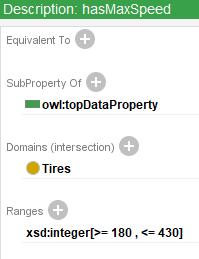 Description: hasMaxSpeed
Equivalent To
SubProperty Of
owl:topDataProperty
Domains (intersection)
Tires
Ranges
xsd:integer[>= 180 , <= 430]